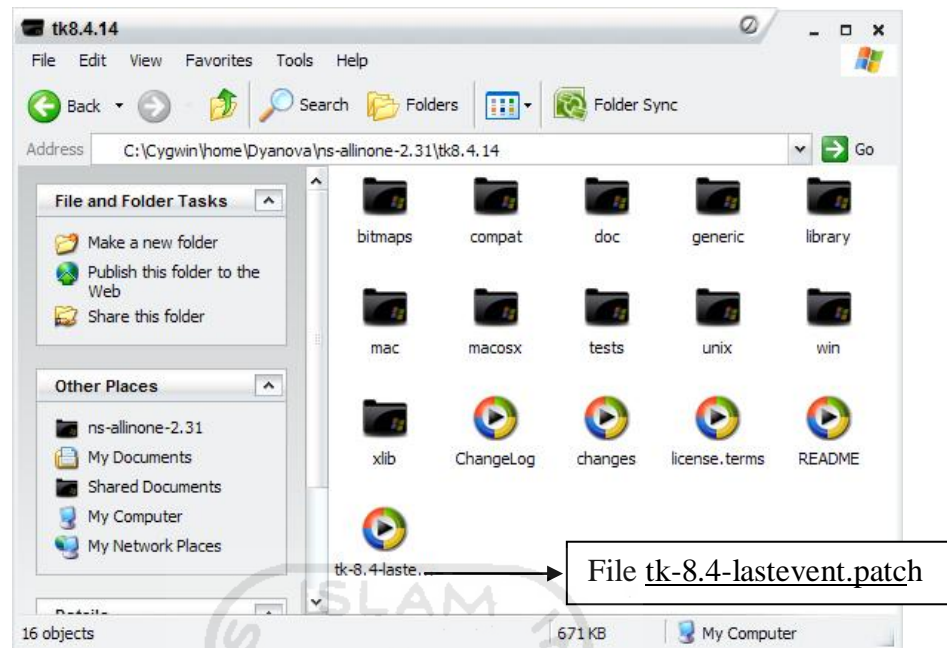 tk8.4.14
File Edit View Favorites Tools Help
Back Search Folders Folder Sync
Address C:\Cygwin\home\Dyanova\ns-allinone-2.31\tk8.4.14 Go
File and Folder Tasks
Make a new folder
Publish this folder to the
Web
Share this folder
Other Places
ns-allinone-2.31
My Documents
Shared Documents
My Computer
My Network Places
bitmaps compat doc generic library
mac macosx tests unix win
xlib ChangeLog changes license.terms README
tk-8.4-laste...
File tk-8.4-lastevent.patch
ISLAM
16 objects 671 KB My Computer